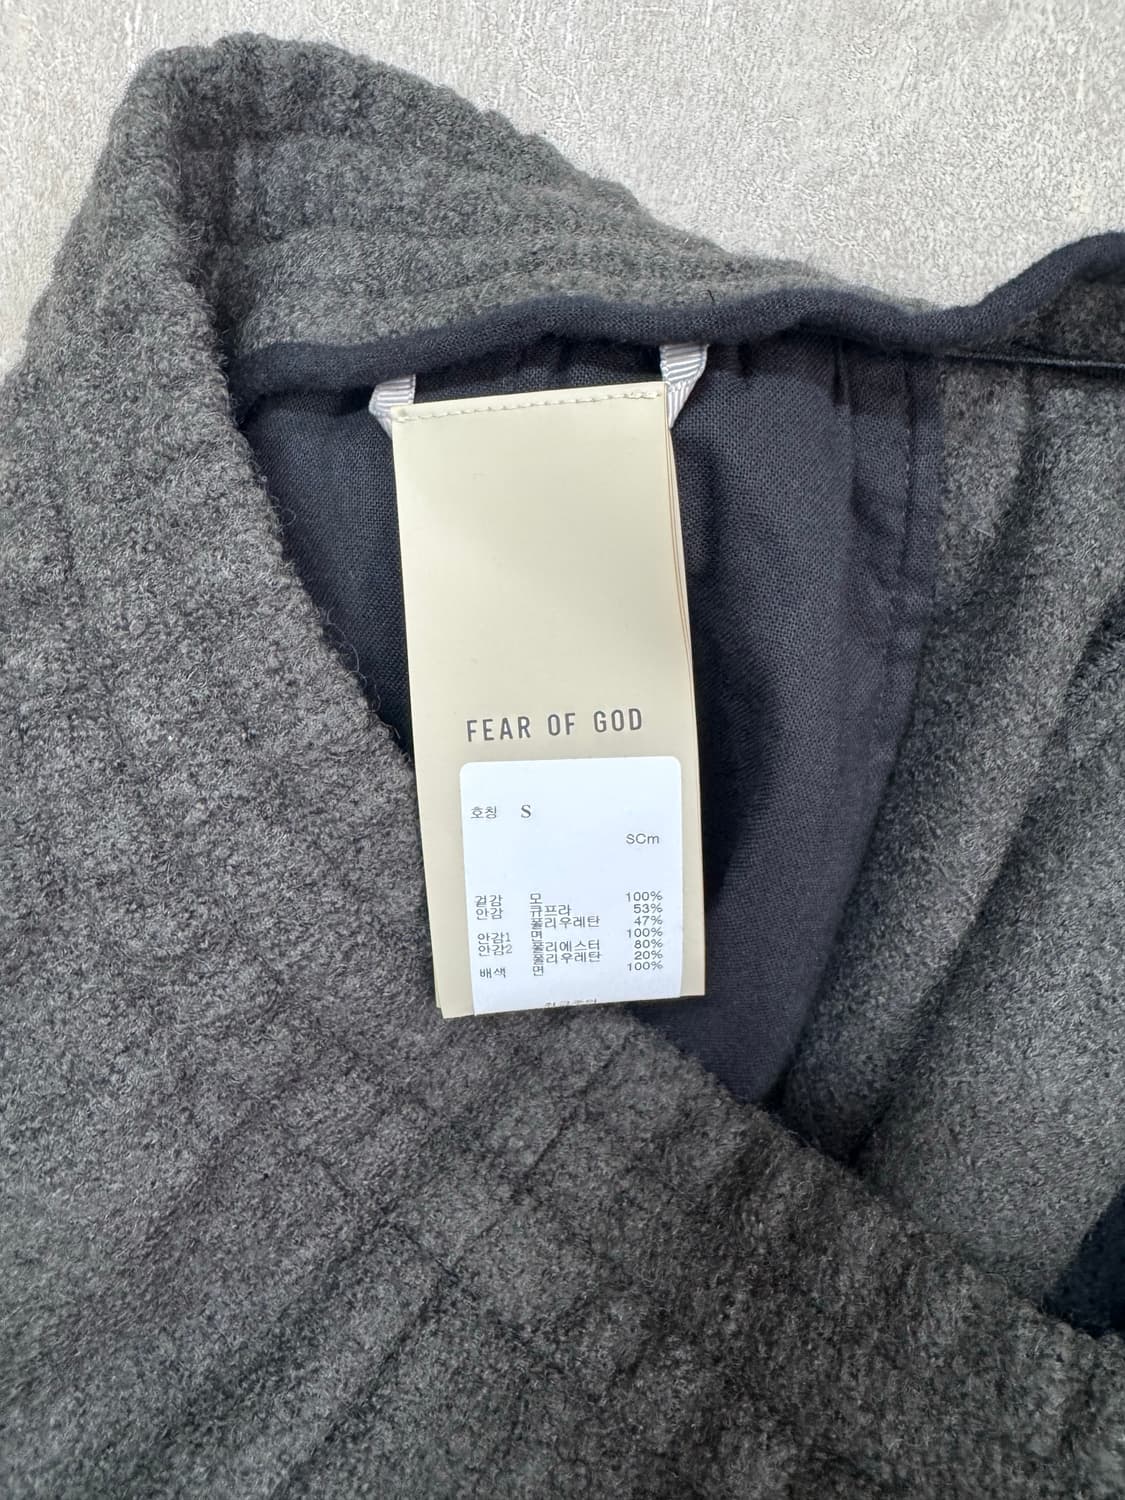 FEAR OF GOD
호칭 S
SCm
겉감 모 100%
안감 큐프라 53%
폴리우레탄 47%
안감1 면 100%
안감2 폴리에스터 80%
폴리우레탄 20%
배색 면 100%